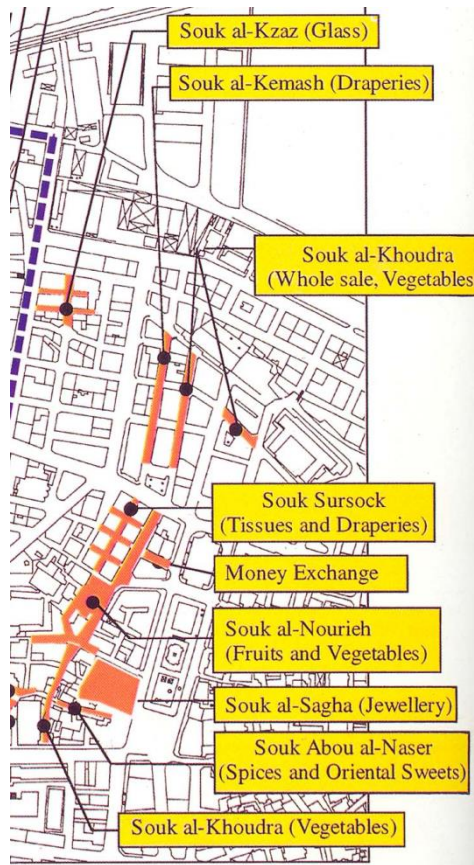 Souk al-Kzaz (Glass)
Souk al-Kemash (Draperies)
Souk al-Khoudra
(Whole sale, Vegetables
Souk Sursock
(Tissues and Draperies)
Money Exchange
Souk al-Nourieh
(Fruits and Vegetables)
Souk al-Sagha (Jewellery)
Souk Abou al-Naser
(Spices and Oriental Sweets)
Souk al-Khoudra (Vegetables)